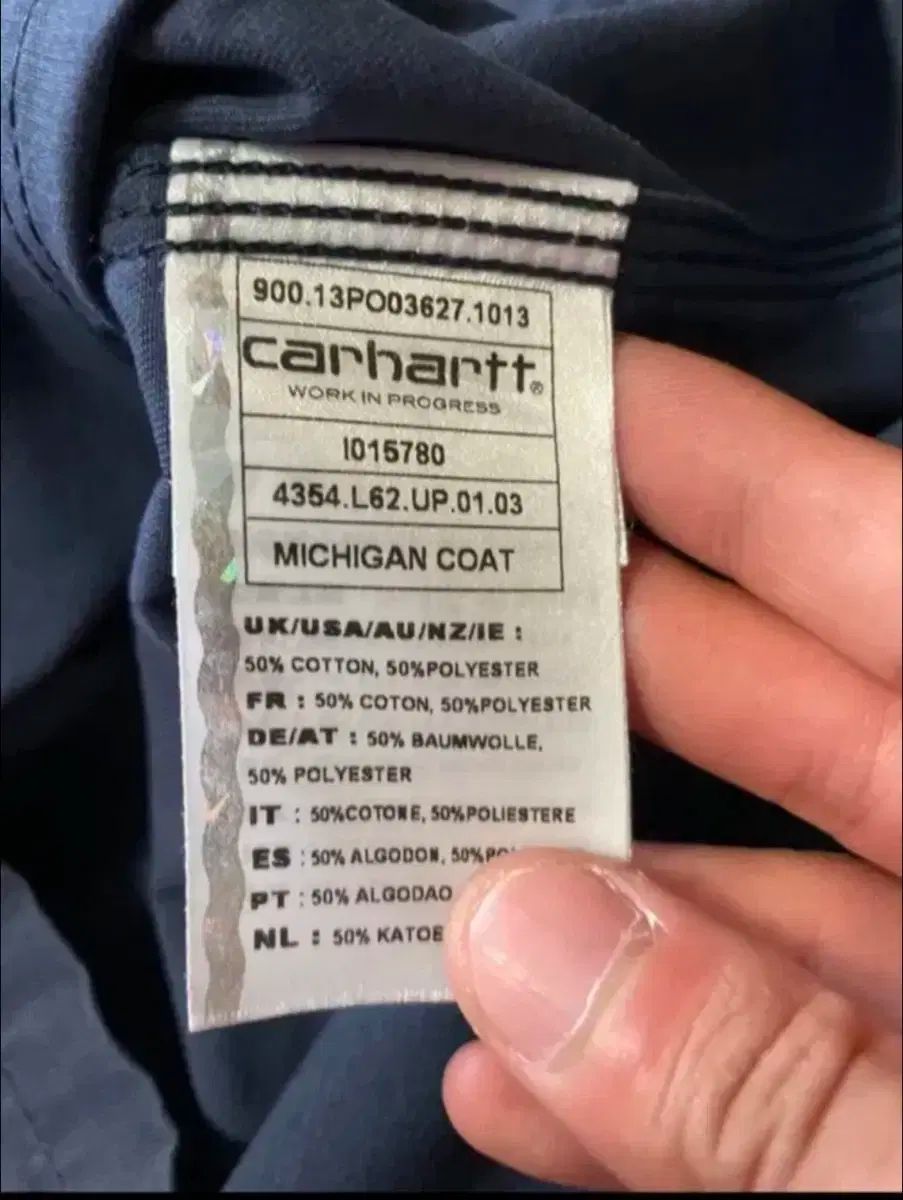 900.13PO03627.1013
carhartt®
WORK IN PROGRESS
I015780
4354.L62.UP.01.03
MICHIGAN COAT
UK/USA/AU/NZ/IE :
50% COTTON, 50%POLYESTER
FR : 50% COTON, 50%POLYESTER
DE/AT : 50% BAUMWOLLE,
50% POLYESTER
IT : 50%COTONE, 50%POLIESTERE
ES : 50% ALGODON, 50%
PT : 50% ALGODAO
NL : 50%